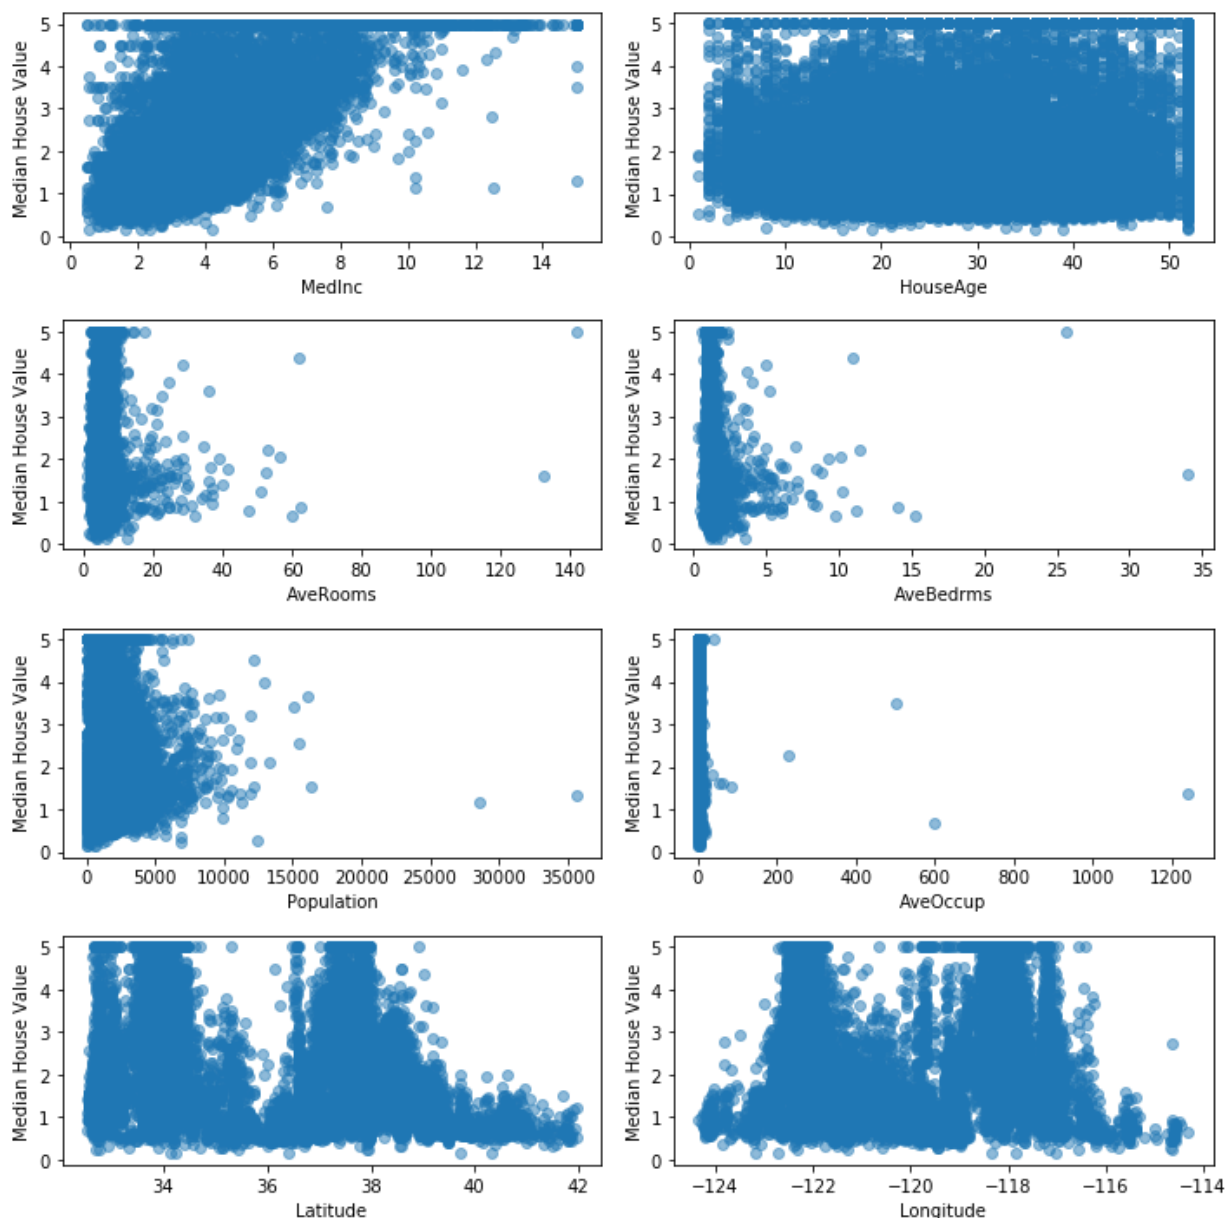 Median House Value
5
4
3
2
1
0
0 2 4 6 8 10 12 14
MedInc
Median House Value
5
4
3
2
1
0
0 10 20 30 40 50
HouseAge
Median House Value
5
4
3
2
1
0
0 20 40 60 80 100 120 140
AveRooms
Median House Value
5
4
3
2
1
0
0 5 10 15 20 25 30 35
AveBedrms
Median House Value
5
4
3
2
1
0
0 5000 10000 15000 20000 25000 30000 35000
Population
Median House Value
5
4
3
2
1
0
0 200 400 600 800 1000 1200
AveOccup
Median House Value
5
4
3
2
1
0
34 36 38 40 42
Latitude
Median House Value
5
4
3
2
1
0
−124 −122 −120 −118 −116 −114
Longitude